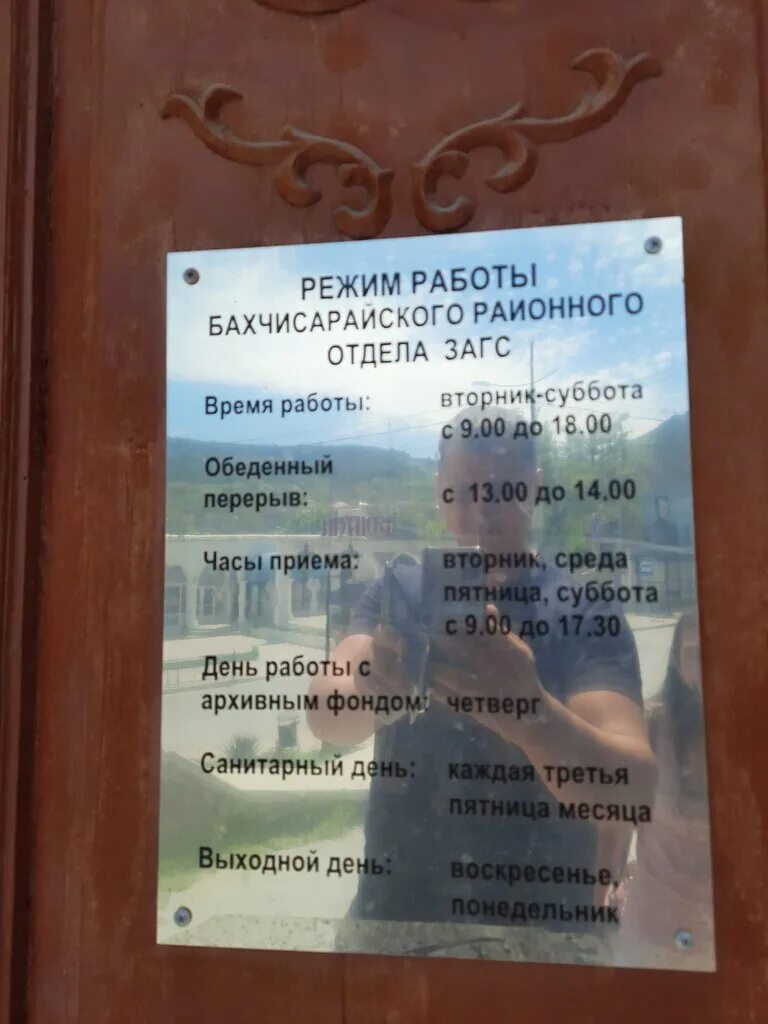 РЕЖИМ РАБОТЫ
БАХЧИСАРАЙСКОГО РАИОННОГО
ОТДЕЛА ЗАГС
Время работы: вторник-суббота
с 9.00 до 18.00
Обеденный
перерыв: с 13.00 до 14.00
Часы приема: вторник, среда
пятница, суббота
с 9.00 до 17.30
День работы с
архивным фондом: четверг
Санитарный день: каждая третья
пятница месяца
Выходной день: воскресенье,
понедельник